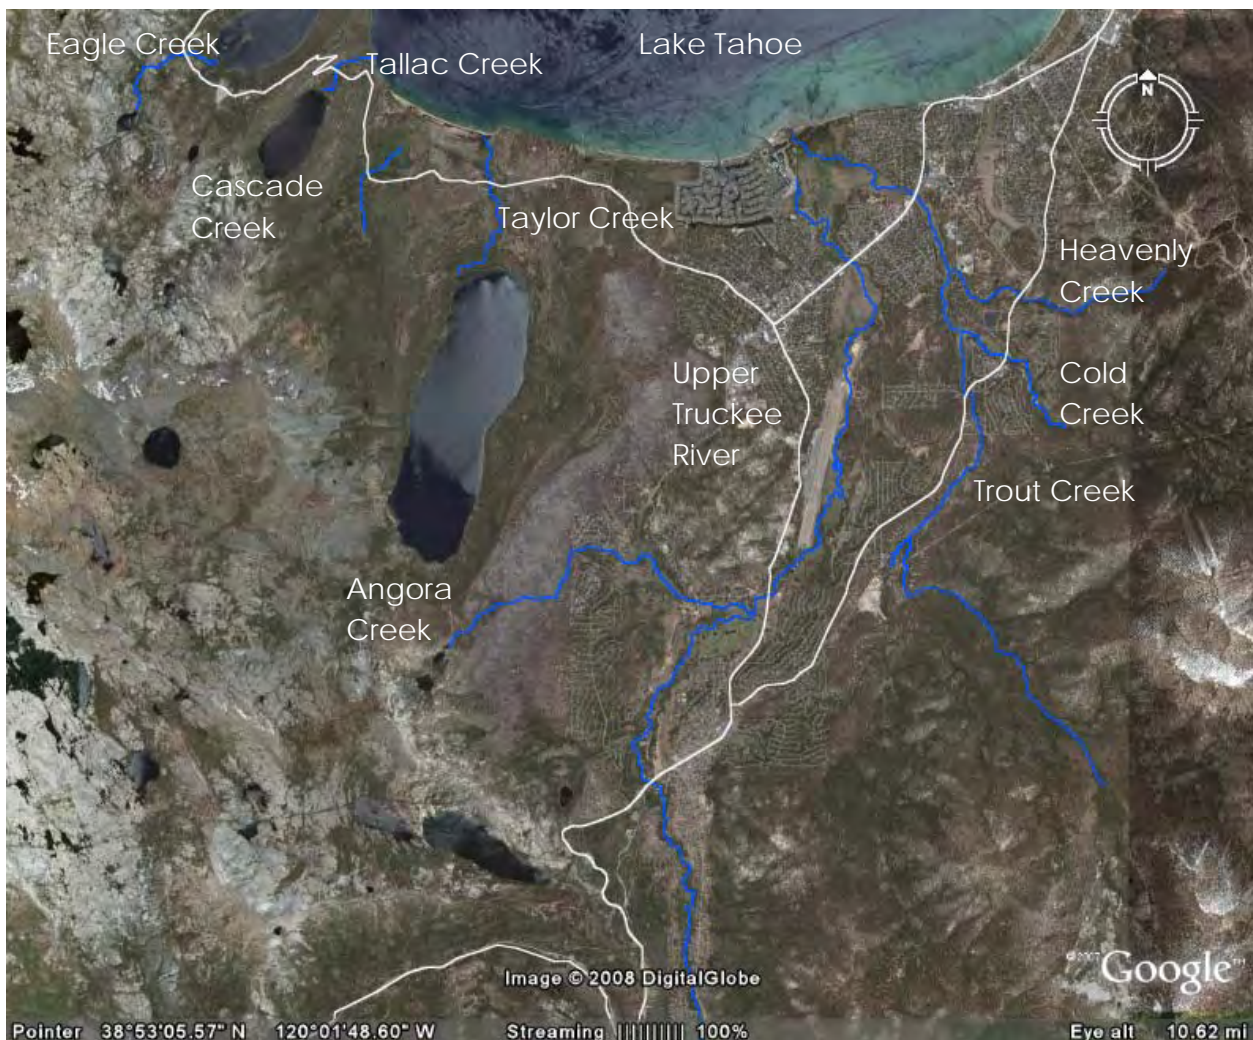 Eagle Creek
Tallac Creek
Lake Tahoe
N
Cascade
Creek
Taylor Creek
Heavenly
Creek
Upper
Truckee
River
Cold
Creek
Trout Creek
Angora
Creek
©2007 Google™
Image © 2008 DigitalGlobe
Pointer 38°53'05.57" N 120°01'48.60" W Streaming ||||||||| 100% Eye alt 10.62 mi